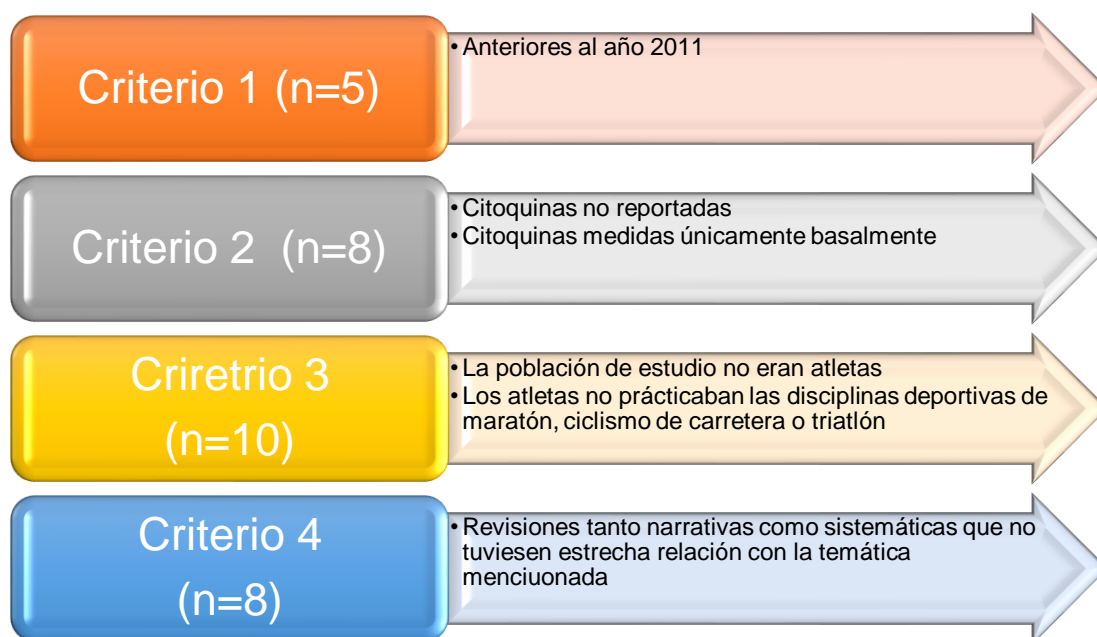 Criterio 1 (n=5)
• Anteriores al año 2011
Criterio 2 (n=8)
• Citoquinas no reportadas
• Citoquinas medidas únicamente basalmente
Criretrio 3
(n=10)
• La población de estudio no eran atletas
• Los atletas no prácticaban las disciplinas deportivas de
maratón, ciclismo de carretera o triatlón
Criterio 4
(n=8)
• Revisiones tanto narrativas como sistemáticas que no
tuviesen estrecha relación con la temática
menciuonada